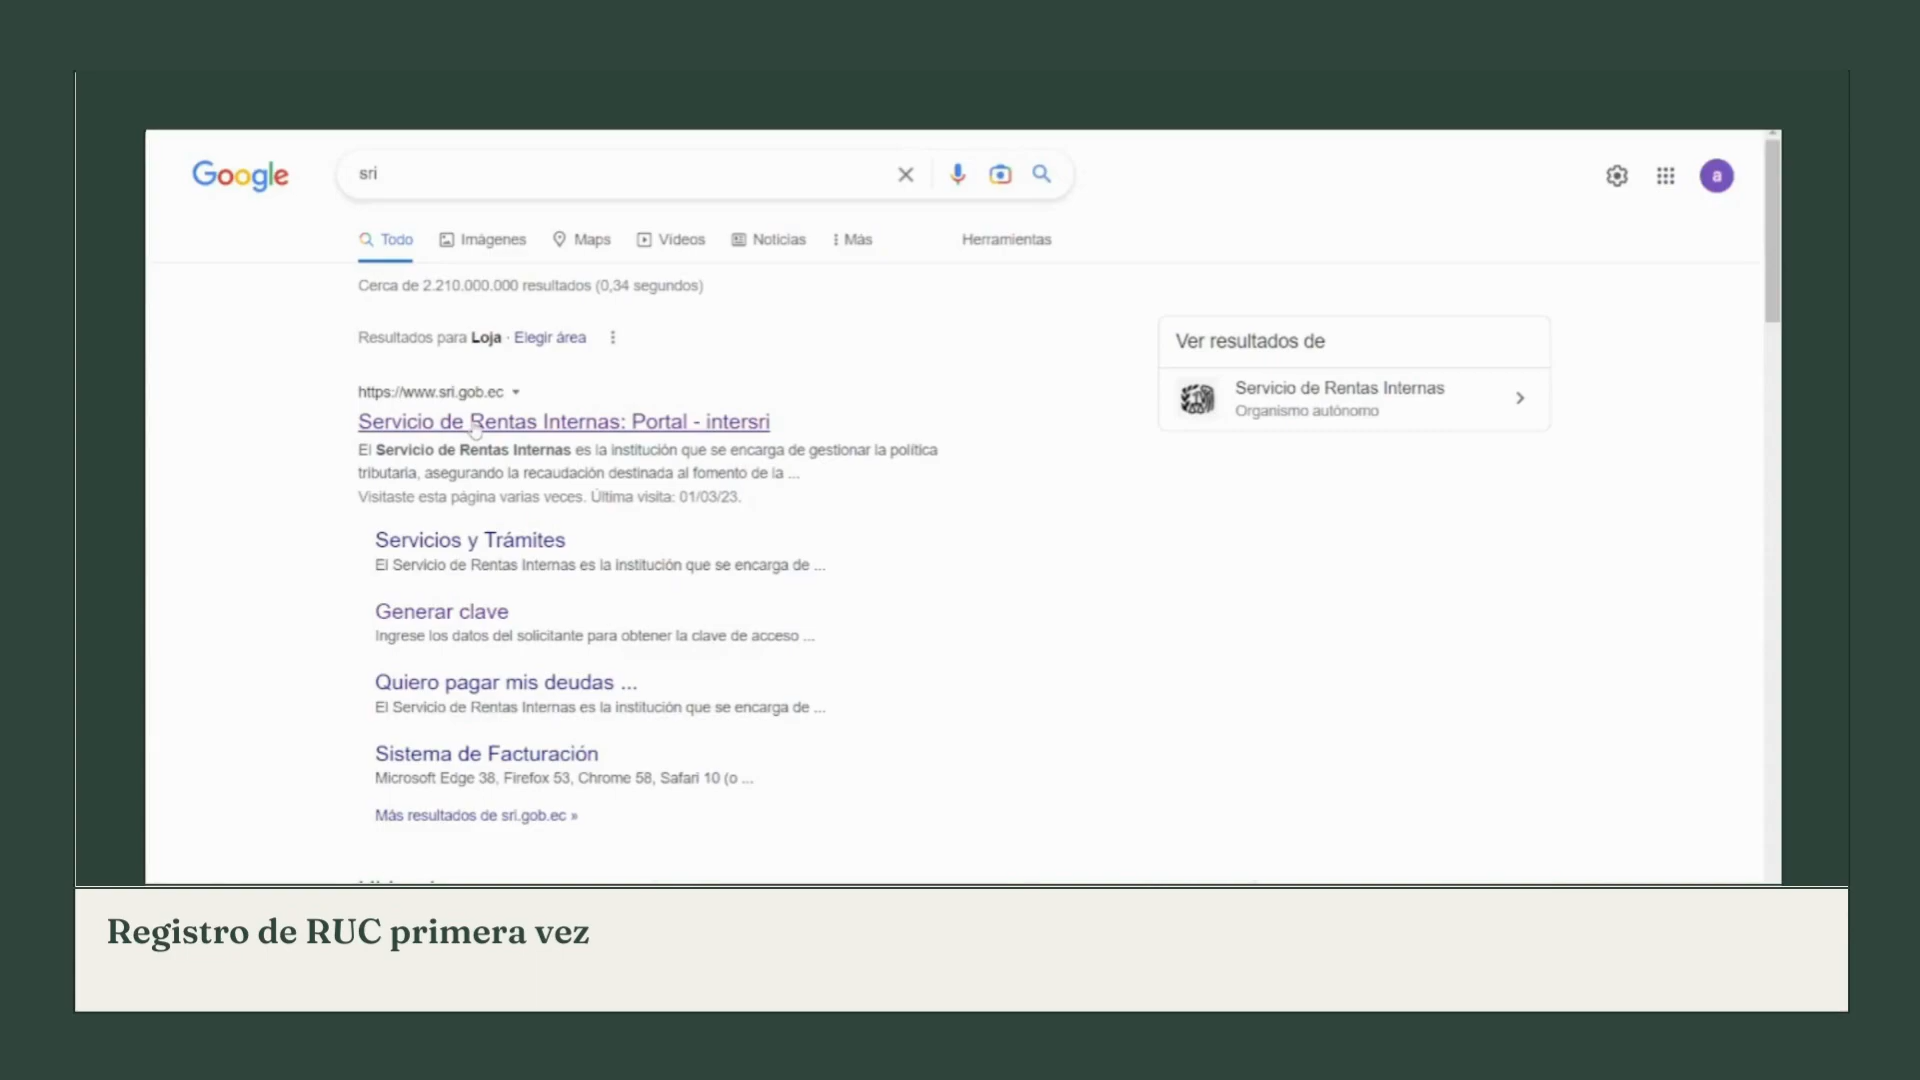 Google
sri
Todo
Imágenes
Maps
Vídeos
Noticias
Más
Herramientas
Cerca de 2.210.000.000 resultados (0,34 segundos)
Resultados para Loja · Elegir área
https://www.sri.gob.ec
Servicio de Rentas Internas: Portal - intersri
El Servicio de Rentas Internas es la institución que se encarga de gestionar la política
tributaria, asegurando la recaudación destinada al fomento de la ...
Visitaste esta página varias veces. Última visita: 01/03/23.
Servicios y Trámites
El Servicio de Rentas Internas es la institución que se encarga de ...
Generar clave
Ingrese los datos del solicitante para obtener la clave de acceso ...
Quiero pagar mis deudas ...
El Servicio de Rentas Internas es la institución que se encarga de ...
Sistema de Facturación
Microsoft Edge 38, Firefox 53, Chrome 58, Safari 10 (o ...
Más resultados de sri.gob.ec »
a
Ver resultados de
Servicio de Rentas Internas
Organismo autónomo
Registro de RUC primera vez